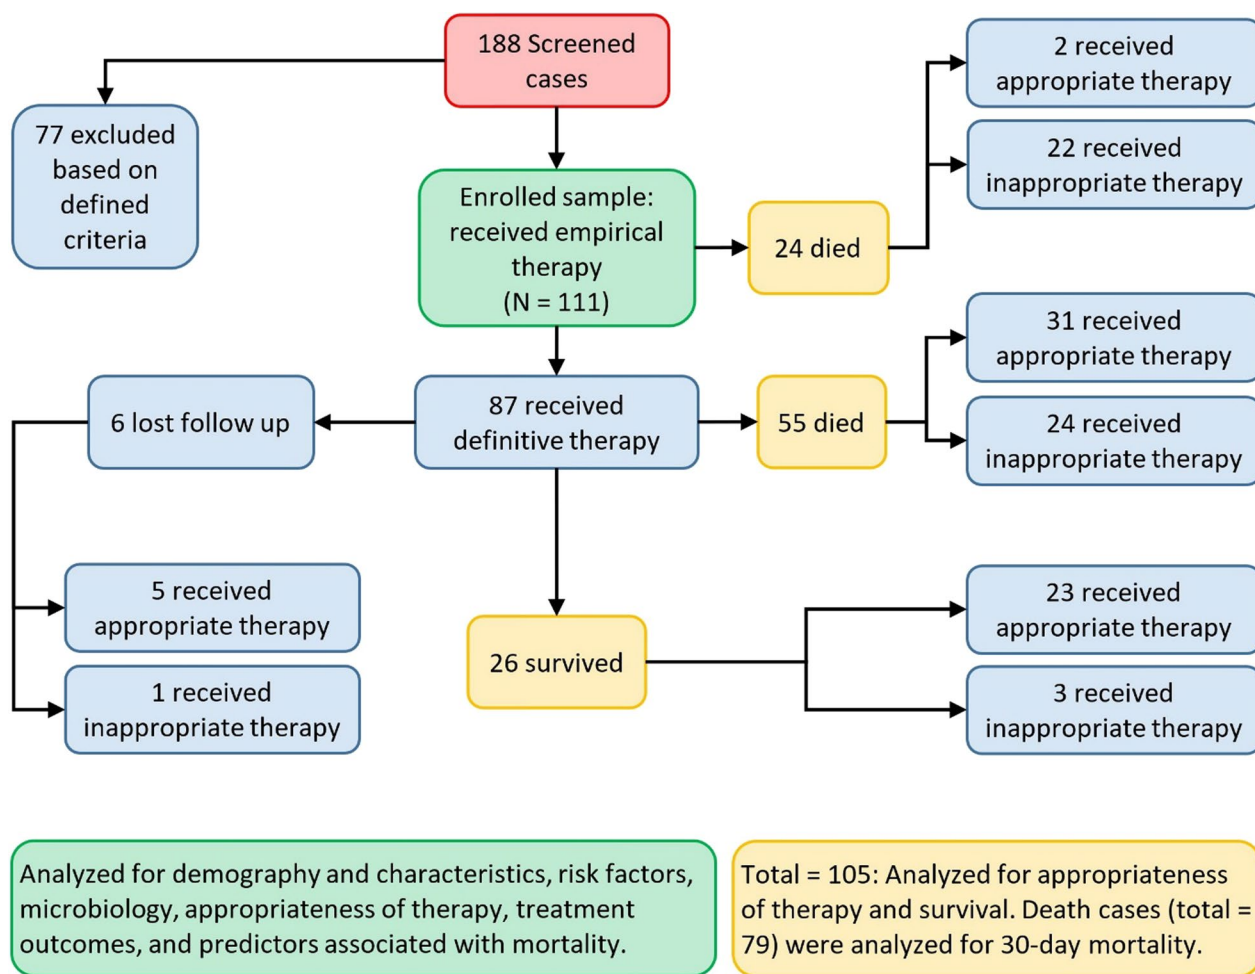 188 Screened
cases
77 excluded
based on
defined
criteria
Enrolled sample:
received empirical
therapy
(N = 111)
24 died
2 received
appropriate therapy
22 received
inappropriate therapy
87 received
definitive therapy
6 lost follow up
55 died
31 received
appropriate therapy
24 received
inappropriate therapy
5 received
appropriate therapy
1 received
inappropriate therapy
26 survived
23 received
appropriate therapy
3 received
inappropriate therapy
Analyzed for demography and characteristics, risk factors,
microbiology, appropriateness of therapy, treatment
outcomes, and predictors associated with mortality.
Total = 105: Analyzed for appropriateness
of therapy and survival. Death cases (total =
79) were analyzed for 30-day mortality.